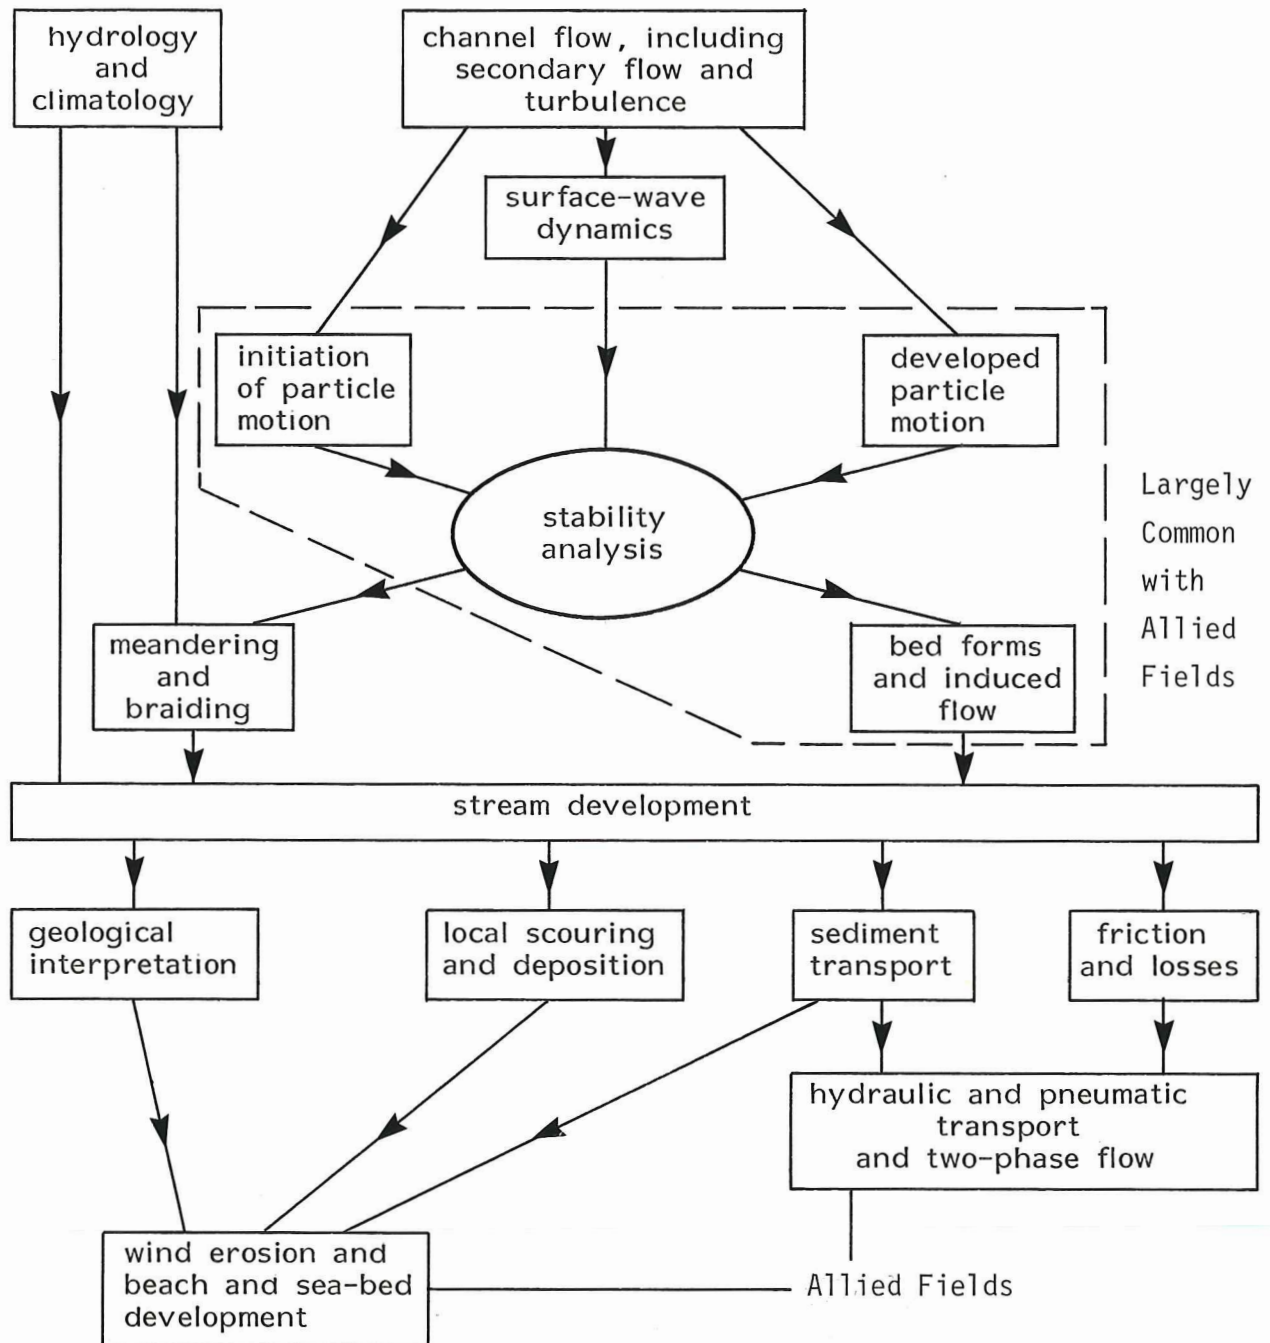 hydrology
and
climatology
channel flow, including
secondary flow and
turbulence
surface-wave
dynamics
initiation
of particle
motion
developed
particle
motion
stability
analysis
Largely
Common
with
Allied
Fields
meandering
and
braiding
bed forms
and induced
flow
stream development
geological
interpretation
local scouring
and deposition
sediment
transport
friction
and losses
hydraulic and pneumatic
transport
and two-phase flow
wind erosion and
beach and sea-bed
development
Allied Fields